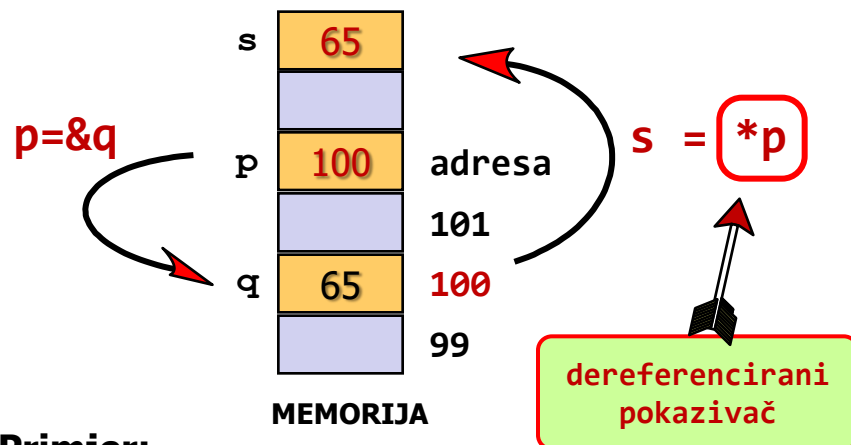 s 65
p=&q
s = *p
p 100 adresa
101
q 65 100
99
dereferencirani
pokazivač
MEMORIJA